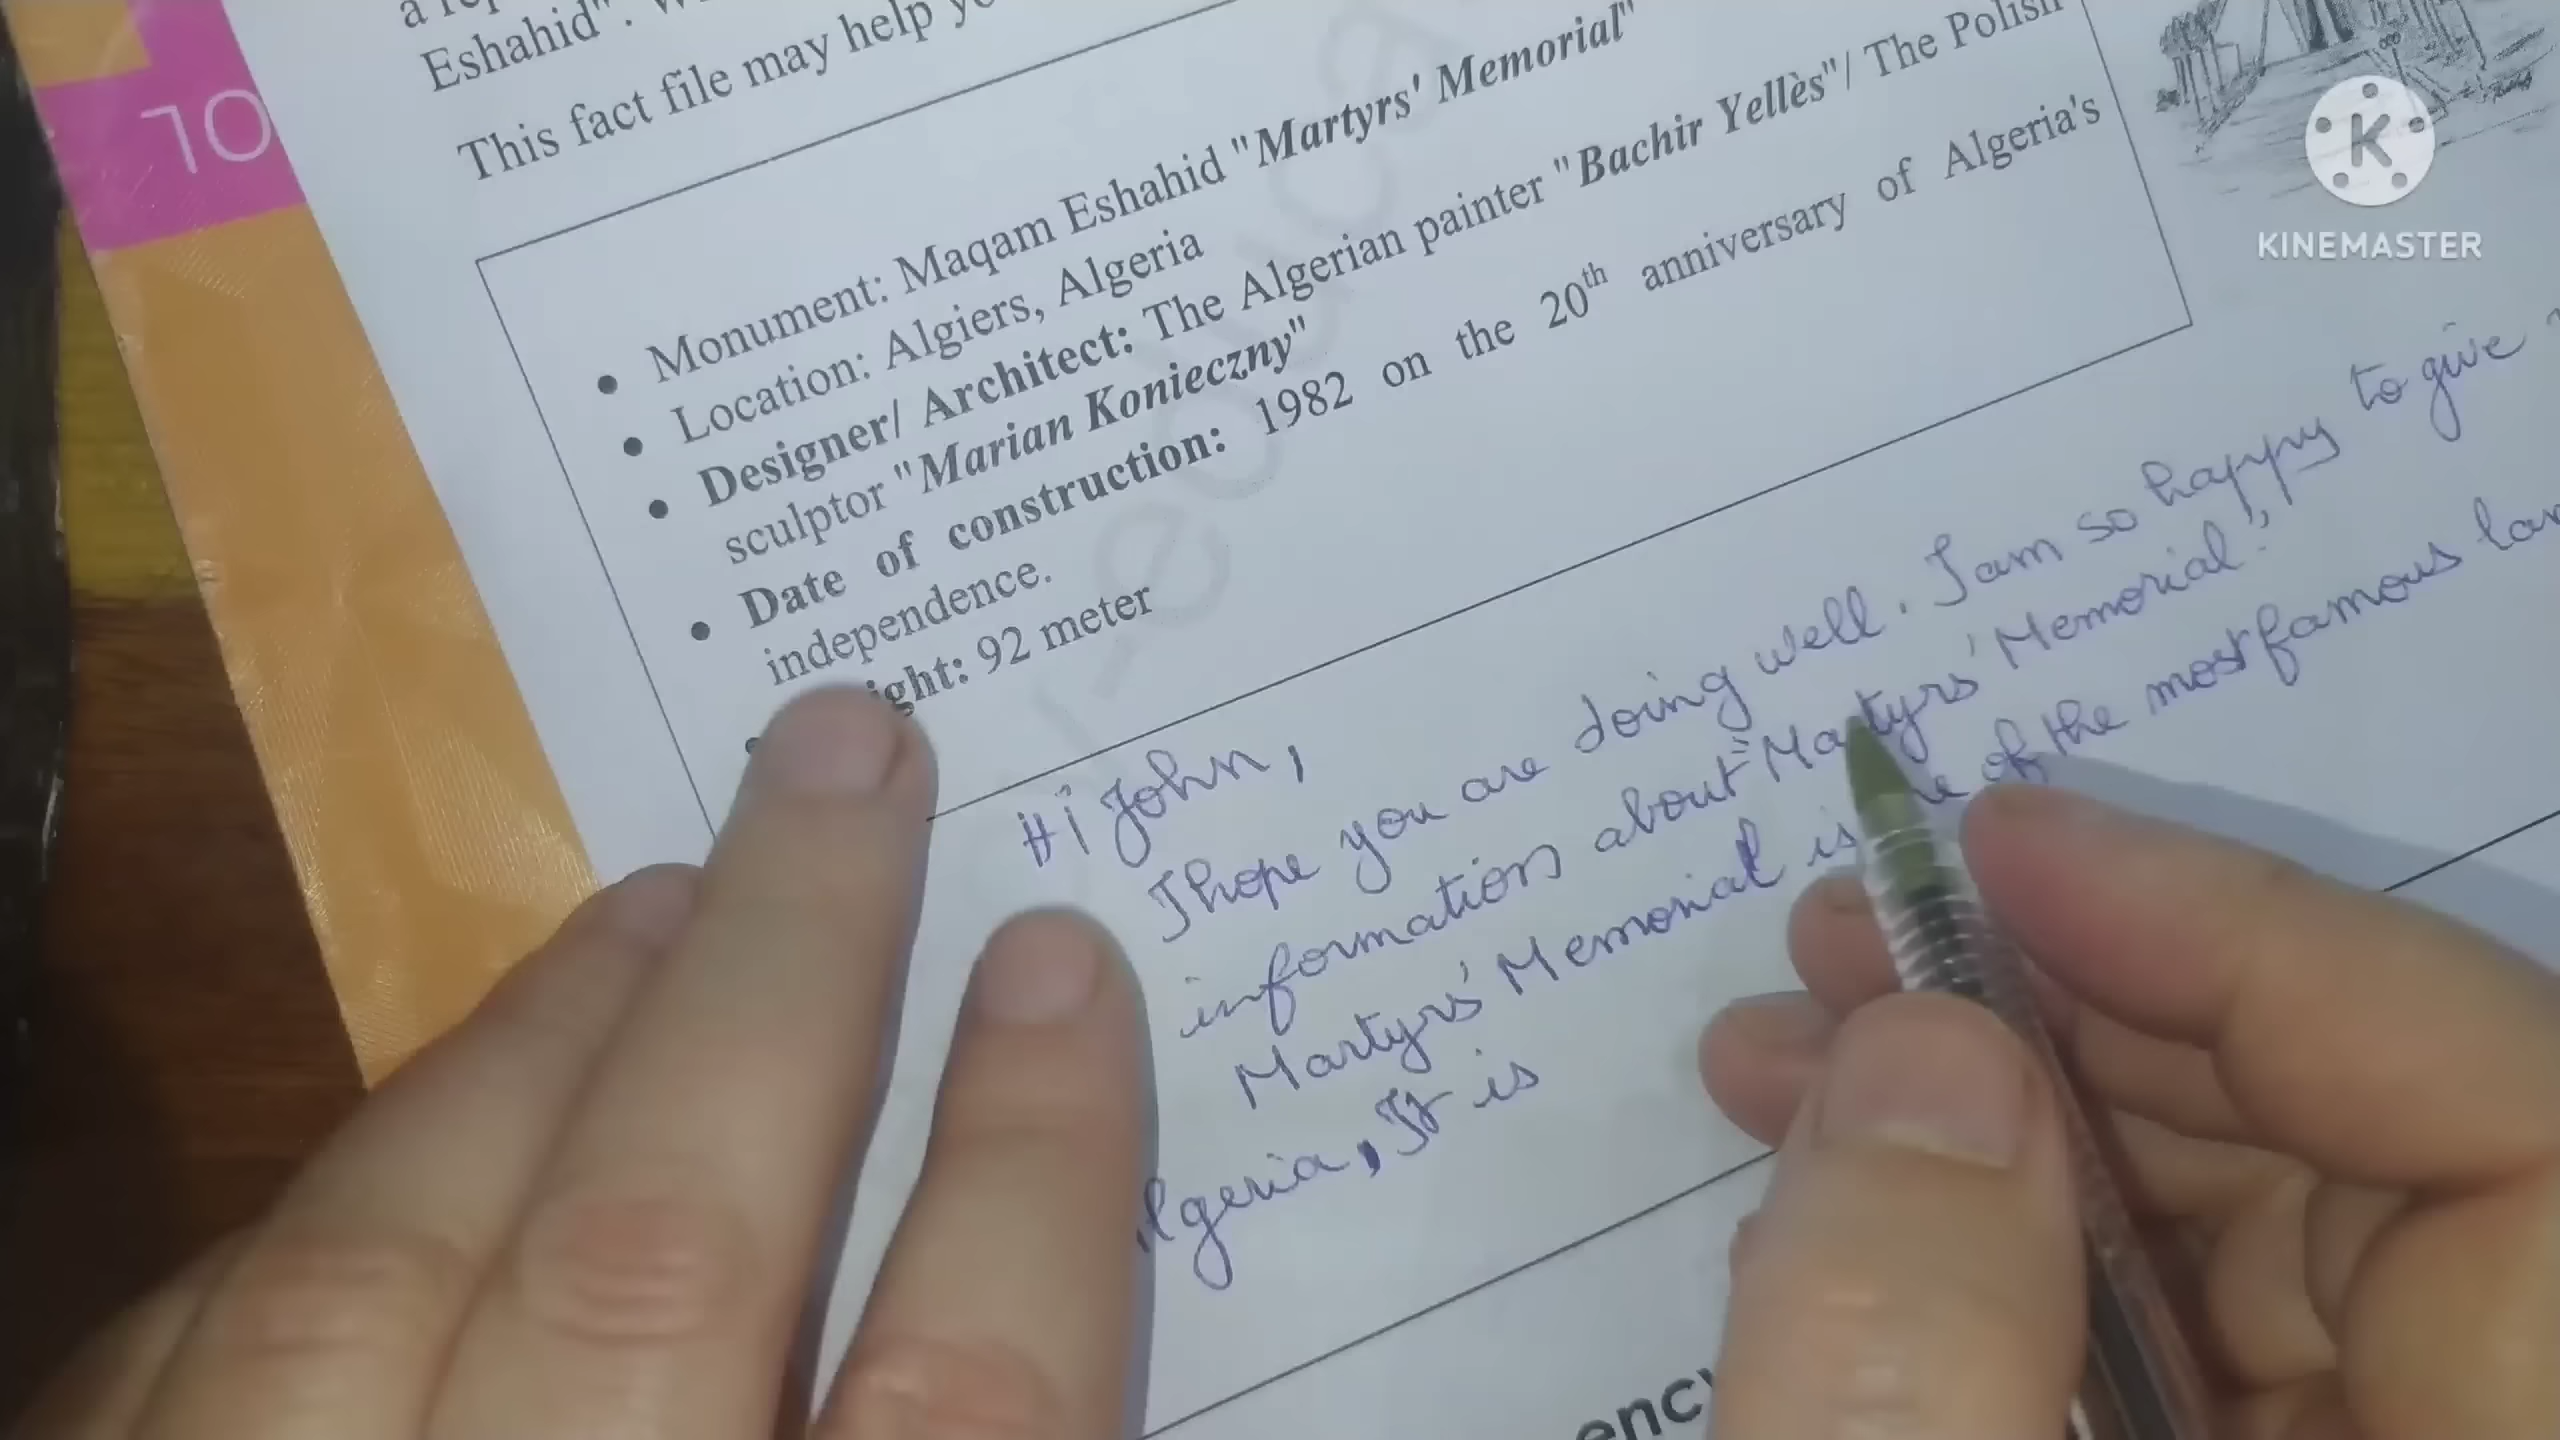 Eshahid".
This fact file may help
• Monument: Maqam Eshahid "Martyrs' Memorial"
• Location: Algiers, Algeria
• Designer/ Architect: The Algerian painter "Bachir Yellès"/ The Polish
sculptor "Marian Konieczny"
• Date of construction: 1982 on the 20th anniversary of Algeria's
independence.
• 92 meter
Hi John,
I hope you are doing well. I am so happy to give
information about "Martyrs' Memorial".
Martyrs' Memorial is of the most famous
It is
10
KINEMASTER